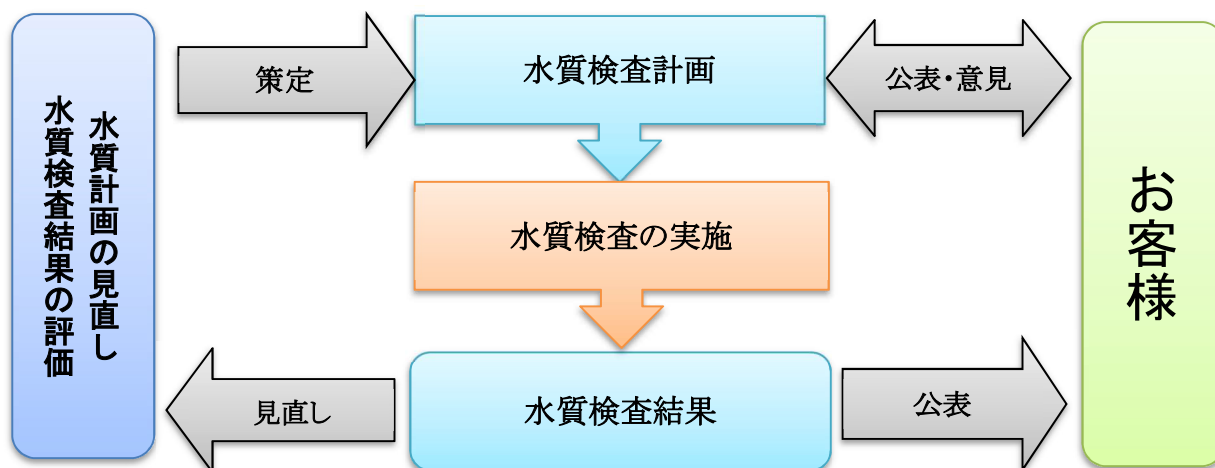 水質計画の見直し
水質検査結果の評価
策定
水質検査計画
公表・意見
水質検査の実施
お客様
見直し
水質検査結果
公表